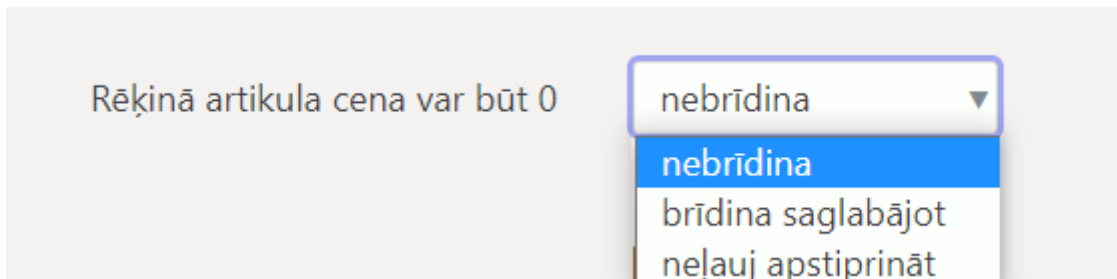 Rēķinā artikula cena var būt 0 nebrīdina
nebrīdina
brīdina saglabājot
neļauj apstiprināt